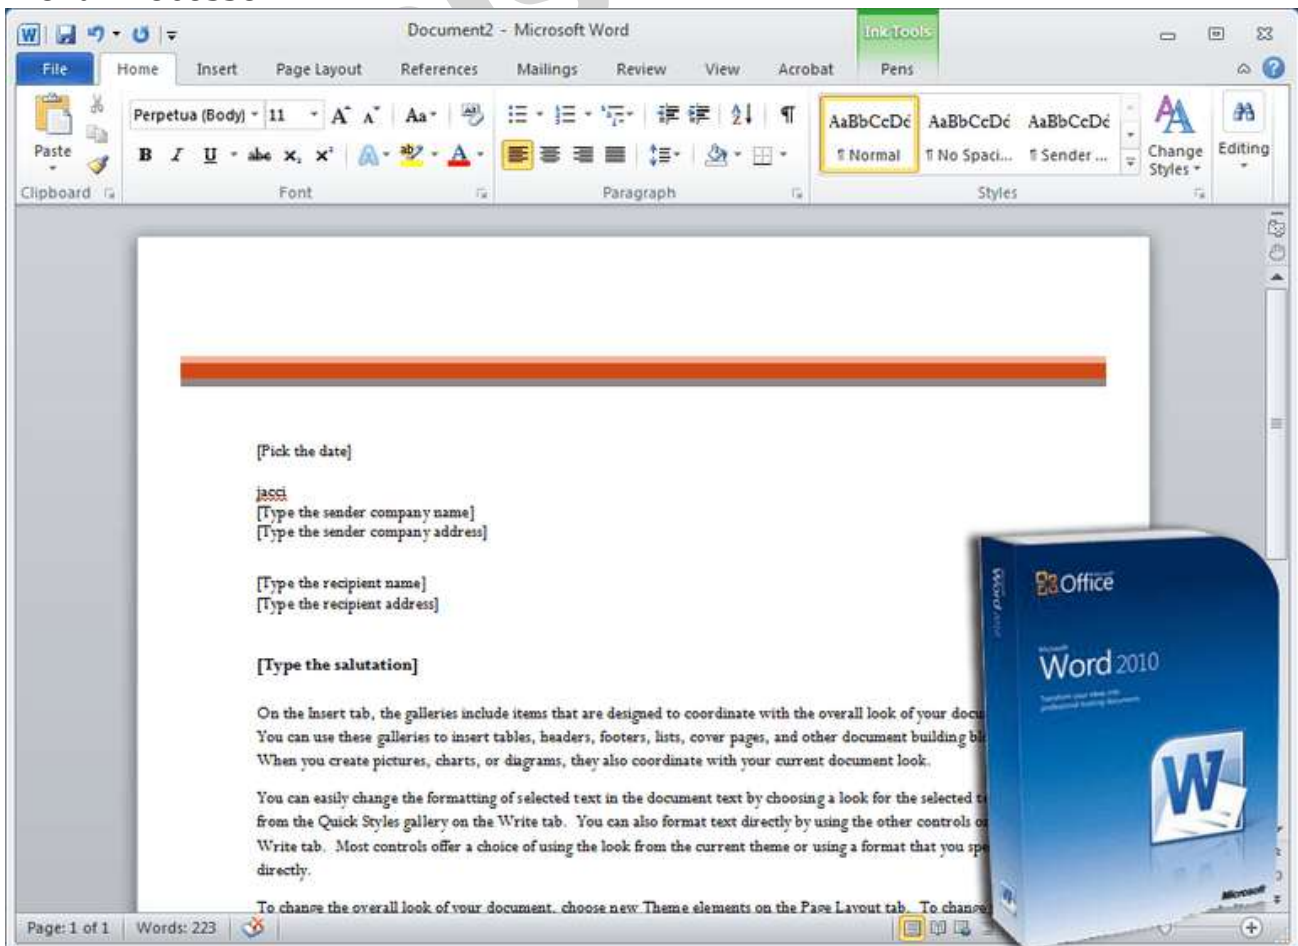 Document2 - Microsoft Word
Ink Tools
File Home Insert Page Layout References Mailings Review View Acrobat Pens
Perpetua (Body) 11
AaBbCcDc AaBbCcDc AaBbCcDc
Paste
¶ Normal ¶ No Spaci... ¶ Sender ...
Change Styles
Editing
Clipboard Font Paragraph Styles
[Pick the date]
jacci
[Type the sender company name]
[Type the sender company address]
[Type the recipient name]
[Type the recipient address]
[Type the salutation]
On the Insert tab, the galleries include items that are designed to coordinate with the overall look of your docu
You can use these galleries to insert tables, headers, footers, lists, cover pages, and other document building bl
When you create pictures, charts, or diagrams, they also coordinate with your current document look.
You can easily change the formatting of selected text in the document text by choosing a look for the selected t
from the Quick Styles gallery on the Write tab. You can also format text directly by using the other controls o
Write tab. Most controls offer a choice of using the look from the current theme or using a format that you spe
directly.
To change the overall look of your document, choose new Theme elements on the Page Layout tab. To change
Page: 1 of 1 Words: 223
Office
Microsoft
Word 2010
Microsoft